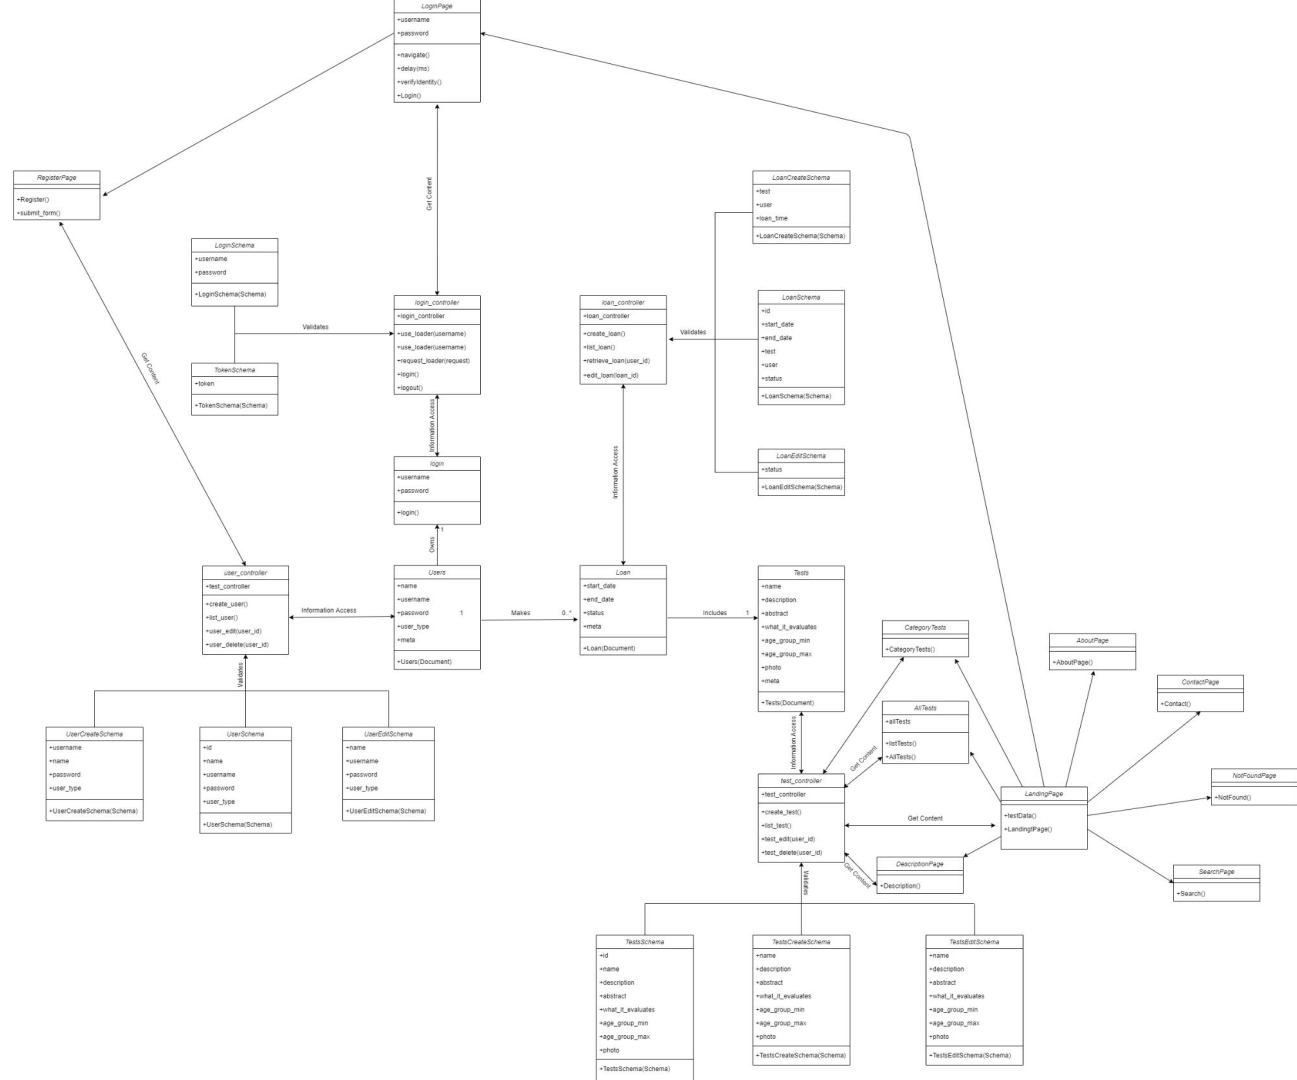 LoginPage
+username
+password
+navigate()
+delay(ms)
+verifyIdentity()
+Login()
RegisterPage
+Register()
+submit_form()
Get Content
LoanCreateSchema
+test
+user
+loan_time
+LoanCreateSchema(Schema)
LoginSchema
+username
+password
+LoginSchema(Schema)
Validates
TokenSchema
+token
+TokenSchema(Schema)
login_controller
+login_controller
+use_loader(username)
+use_loader(username)
+request_loader(request)
+login()
+logout()
loan_controller
+loan_controller
+create_loan()
+list_loan()
+retrieve_loan(user_id)
+edit_loan(loan_id)
Validates
LoanSchema
+id
+start_date
+end_date
+test
+user
+status
+LoanSchema(Schema)
Get Content
Information Access
login
+username
+password
+login()
Information Access
LoanEditSchema
+status
+LoanEditSchema(Schema)
Owns
1
user_controller
+test_controller
+create_user()
+list_user()
+user_edit(user_id)
+user_delete(user_id)
Information Access
Users
+name
+username
+password
+user_type
+meta
+Users(Document)
1
Makes
0..*
Loan
+start_date
+end_date
+status
+meta
+Loan(Document)
Includes
1
Tests
+name
+description
+abstract
+what_it_evaluates
+age_group_min
+age_group_max
+photo
+meta
+Tests(Document)
CategoryTests
+CategoryTests()
AboutPage
+AboutPage()
ContactPage
+Contact()
Validates
UserCreateSchema
+username
+name
+password
+user_type
+UserCreateSchema(Schema)
UserSchema
+id
+name
+username
+password
+user_type
+UserSchema(Schema)
UserEditSchema
+name
+username
+password
+user_type
+UserEditSchema(Schema)
Information Access
AllTests
+allTests
+listTests()
+AllTests()
Get Content
test_controller
+test_controller
+create_test()
+list_test()
+test_edit(user_id)
+test_delete(user_id)
Get Content
LandingPage
+testData()
+LandingtPage()
NotFoundPage
+NotFound()
Get Content
DescriptionPage
+Description()
SearchPage
+Search()
Validates
TestsSchema
+id
+name
+description
+abstract
+what_it_evaluates
+age_group_min
+age_group_max
+photo
+TestsSchema(Schema)
TestsCreateSchema
+name
+description
+abstract
+what_it_evaluates
+age_group_min
+age_group_max
+photo
+TestsCreateSchema(Schema)
TestsEditSchema
+name
+description
+abstract
+what_it_evaluates
+age_group_min
+age_group_max
+photo
+TestsEditSchema(Schema)